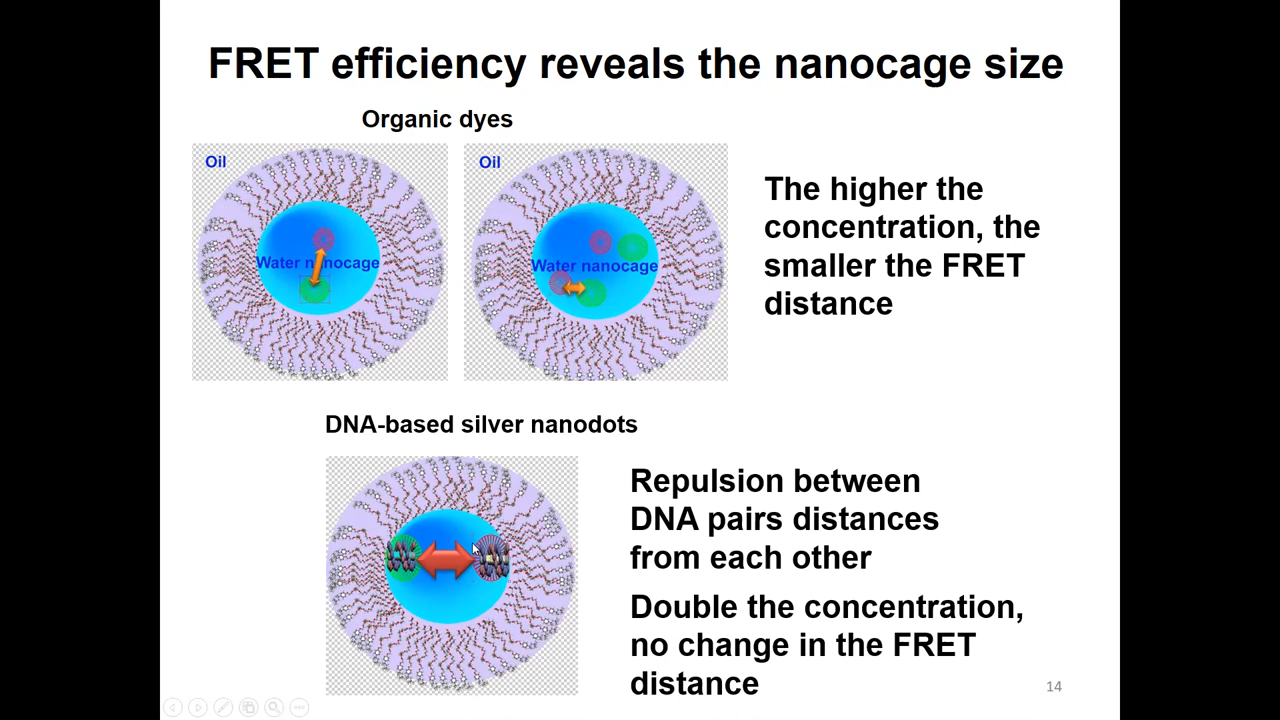 FRET efficiency reveals the nanocage size
Organic dyes
Oil
Water nanocage
Oil
Water nanocage
The higher the
concentration, the
smaller the FRET
distance
DNA-based silver nanodots
Repulsion between
DNA pairs distances
from each other
Double the concentration,
no change in the FRET
distance
14